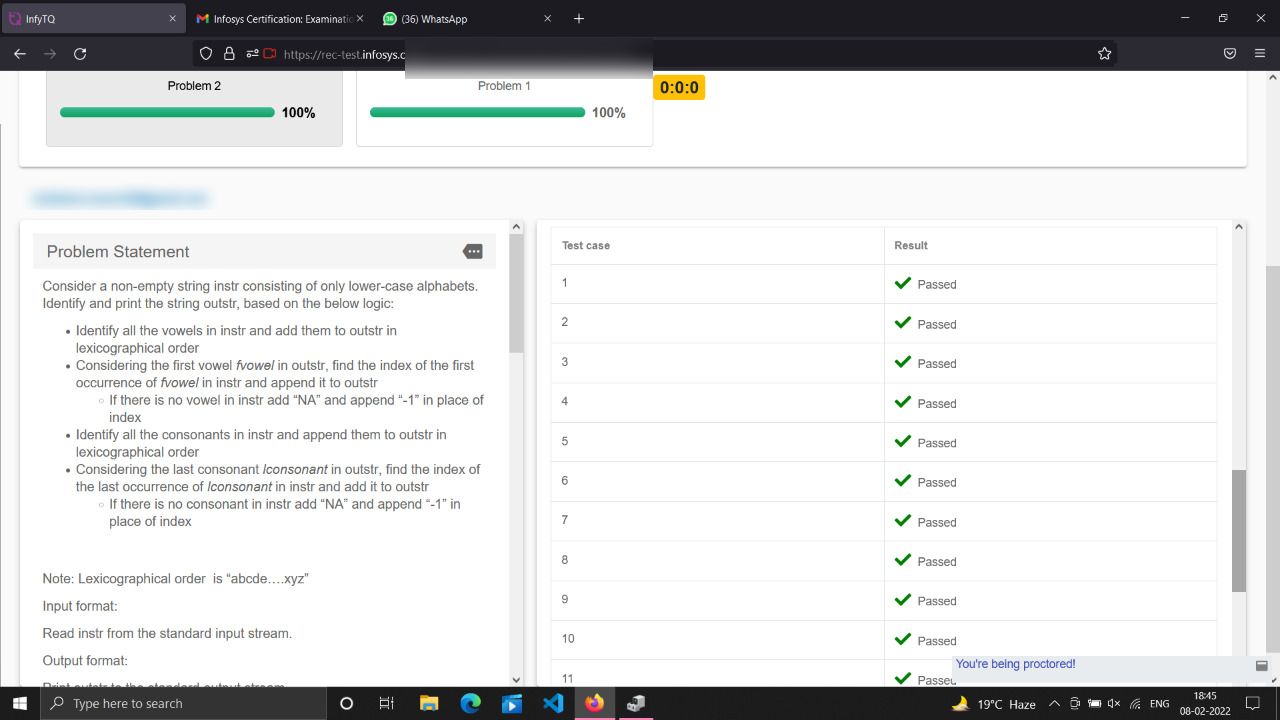 InfyTQ
Infosys Certification: Examinatio
(36) WhatsApp
https://rec-test.infosys.c
Problem 2
100%
Problem 1
100%
0:0:0
Problem Statement
Consider a non-empty string instr consisting of only lower-case alphabets.
Identify and print the string outstr, based on the below logic:
• Identify all the vowels in instr and add them to outstr in
lexicographical order
• Considering the first vowel fvowel in outstr, find the index of the first
occurrence of fvowel in instr and append it to outstr
○ If there is no vowel in instr add “NA” and append “-1” in place of
index
• Identify all the consonants in instr and append them to outstr in
lexicographical order
• Considering the last consonant lconsonant in outstr, find the index of
the last occurrence of lconsonant in instr and add it to outstr
○ If there is no consonant in instr add “NA” and append “-1” in
place of index
Note: Lexicographical order is “abcde….xyz”
Input format:
Read instr from the standard input stream.
Output format:
Print outstr to the standard output stream
Test case Result
1 Passed
2 Passed
3 Passed
4 Passed
5 Passed
6 Passed
7 Passed
8 Passed
9 Passed
10 Passed
11 Passed
You're being proctored!
Type here to search
19°C Haze
ENG
18:45
08-02-2022